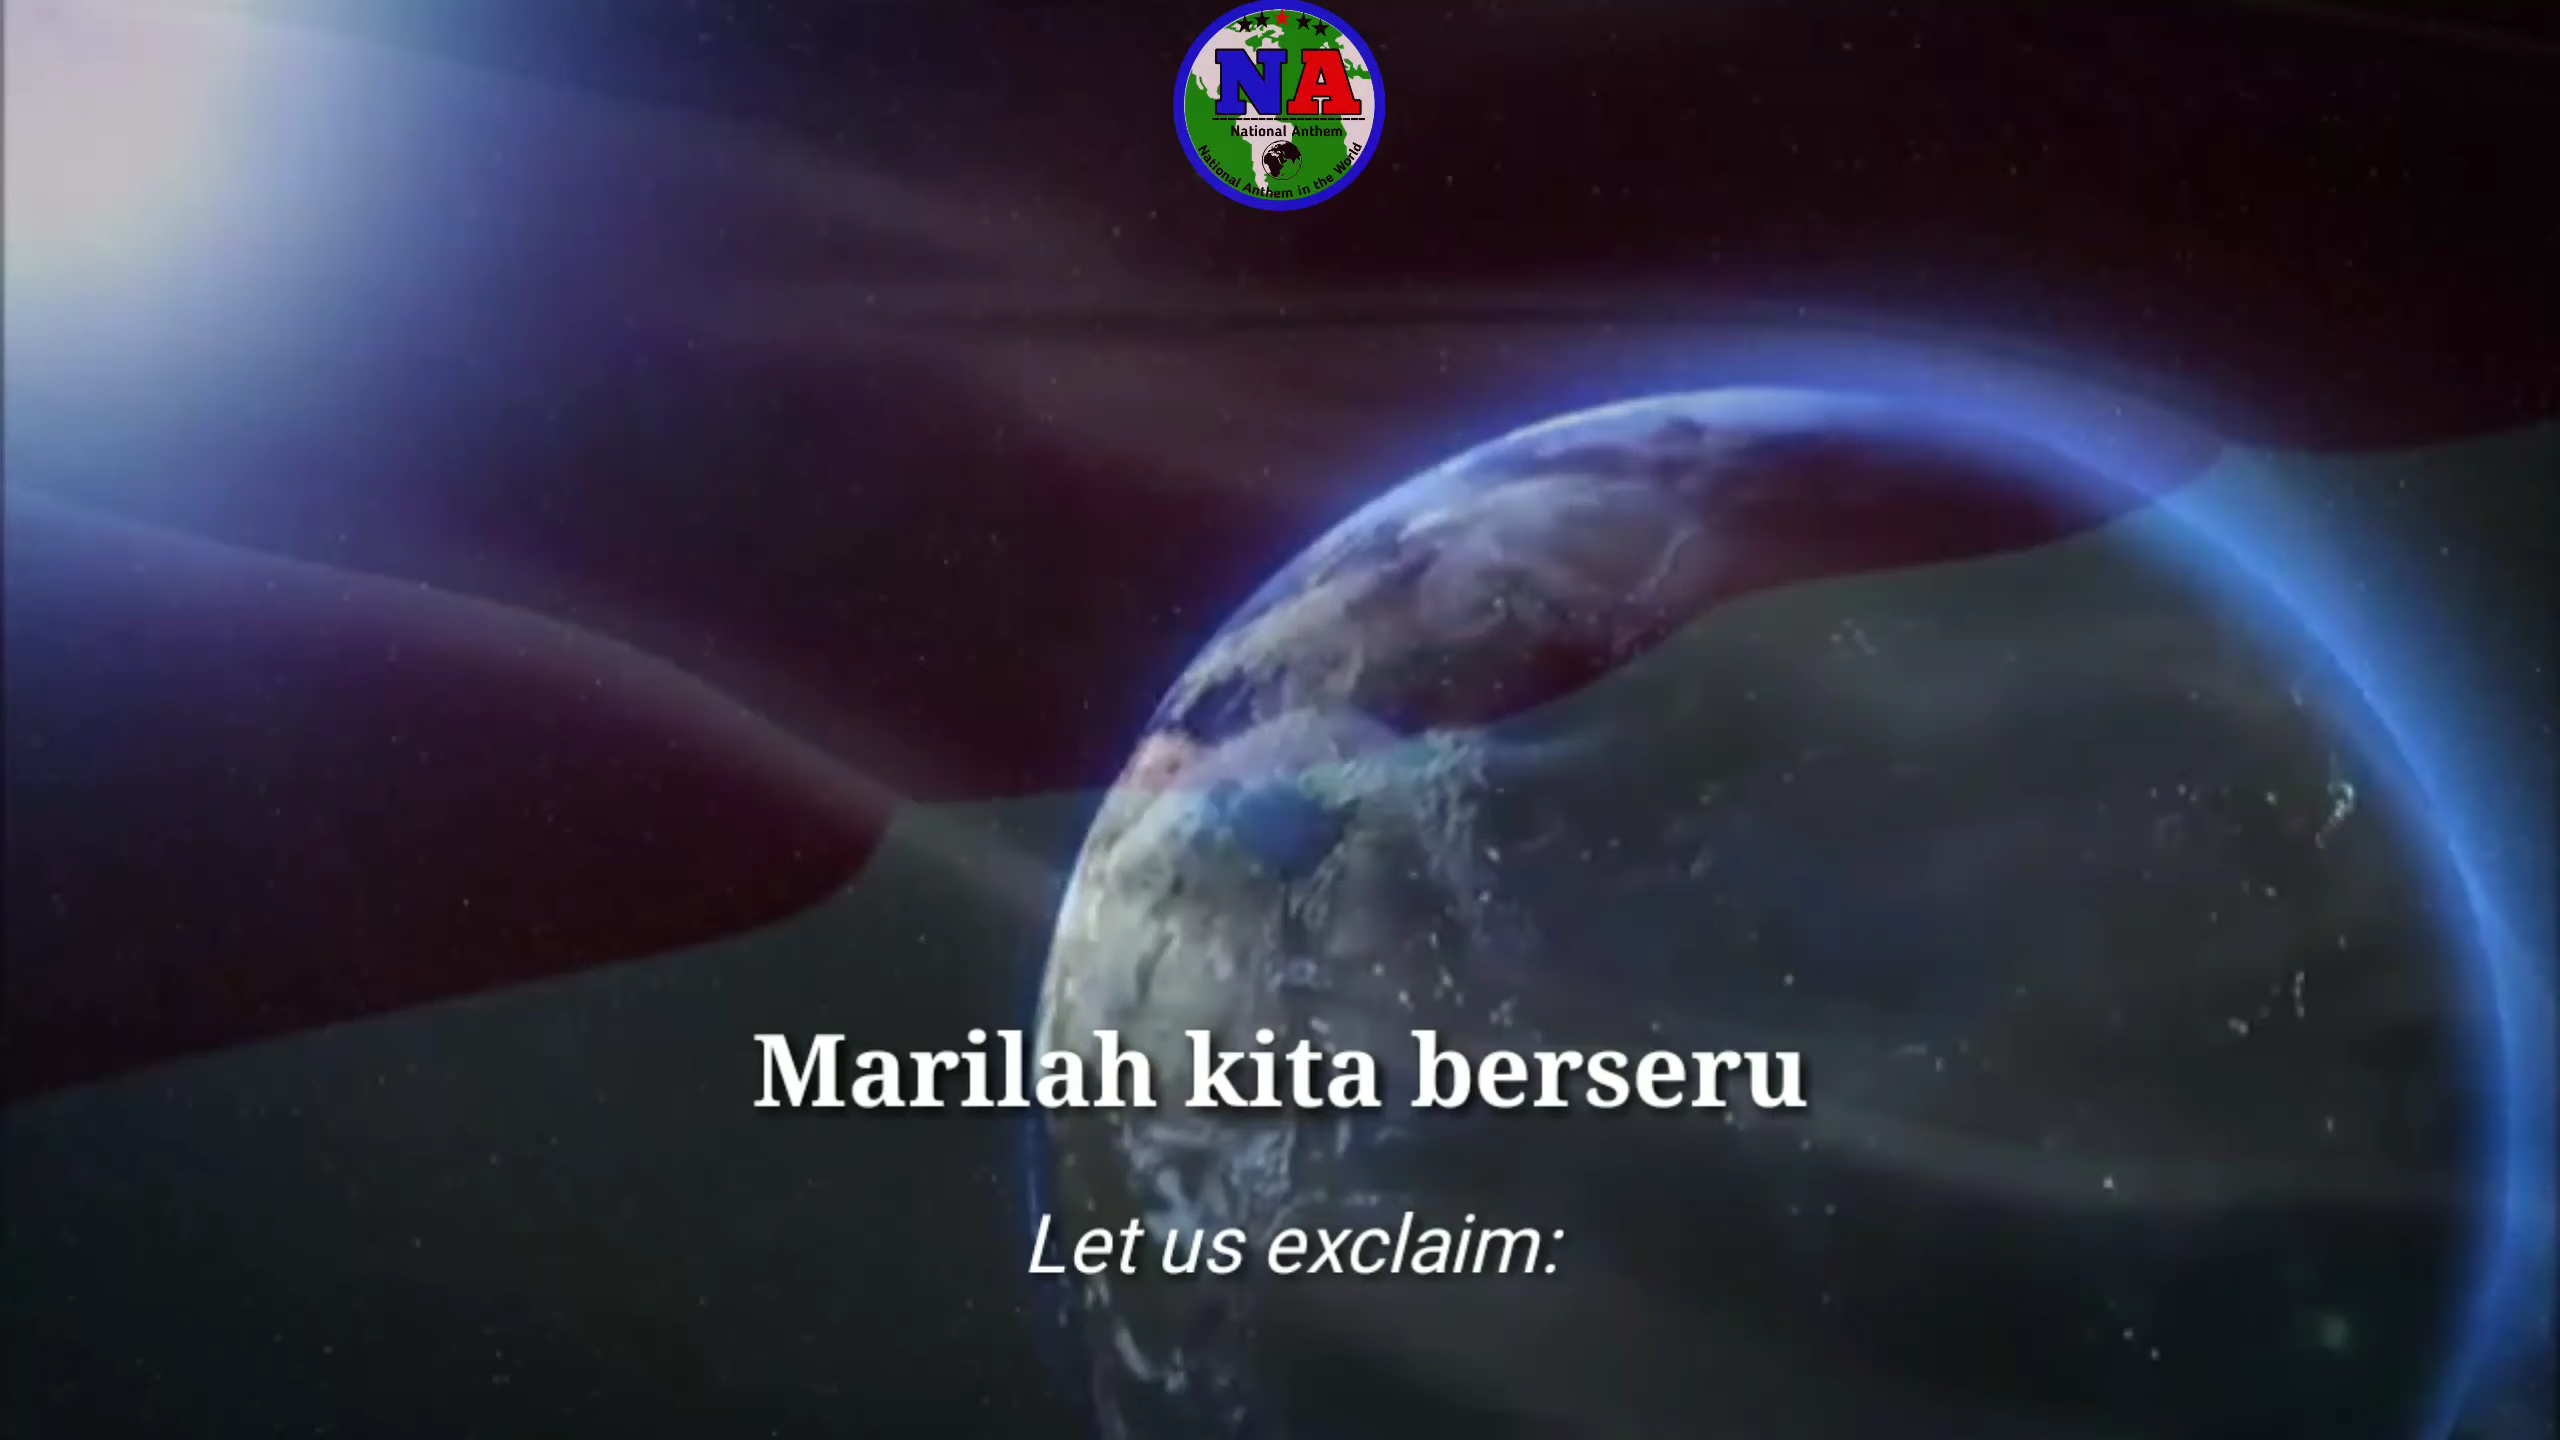 NA
National Anthem
National Anthem in the World
Marilah kita berseru
Let us exclaim: